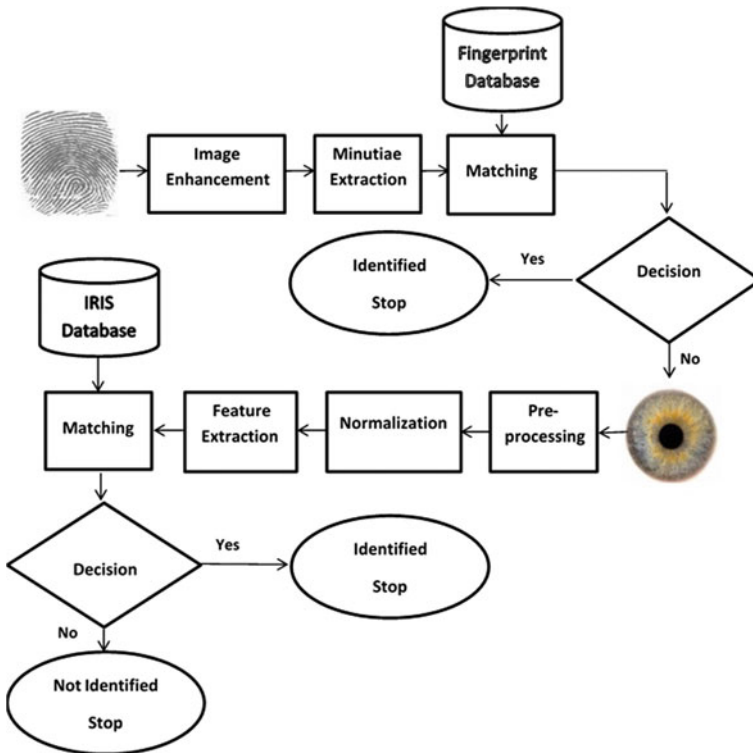 Fingerprint
Database
Image
Enhancement
Minutiae
Extraction
Matching
Decision
Yes
Identified
Stop
No
IRIS
Database
Pre-
processing
Normalization
Feature
Extraction
Matching
Decision
Yes
Identified
Stop
No
Not Identified
Stop